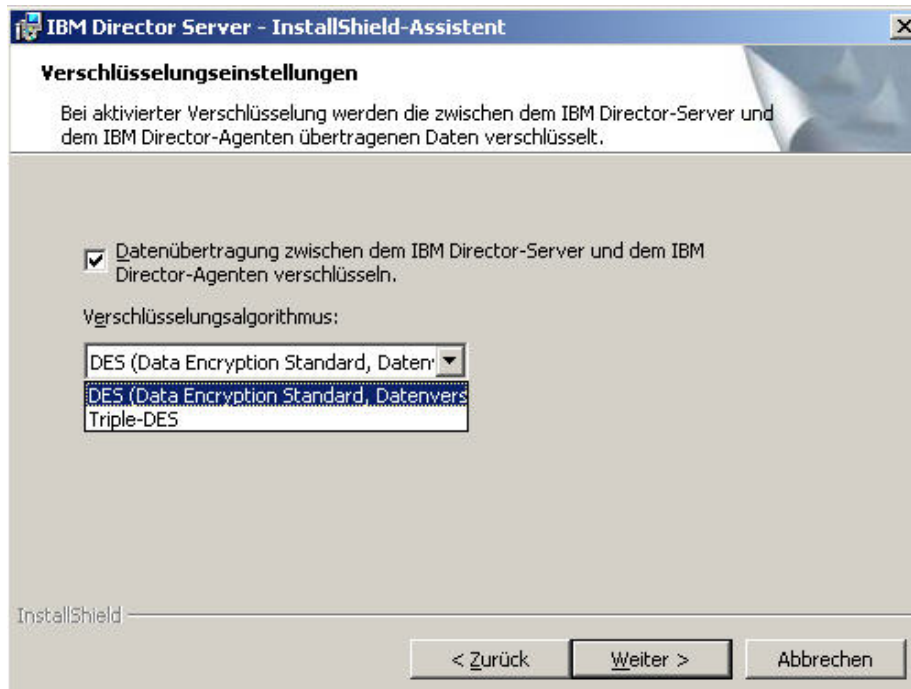 IBM Director Server - InstallShield-Assistent
Verschlüsselungseinstellungen
Bei aktivierter Verschlüsselung werden die zwischen dem IBM Director-Server und
dem IBM Director-Agenten übertragenen Daten verschlüsselt.
Datenübertragung zwischen dem IBM Director-Server und dem IBM
Director-Agenten verschlüsseln.
Verschlüsselungsalgorithmus:
DES (Data Encryption Standard, Daten
DES (Data Encryption Standard, Datenvers
Triple-DES
InstallShield
< Zurück Weiter > Abbrechen